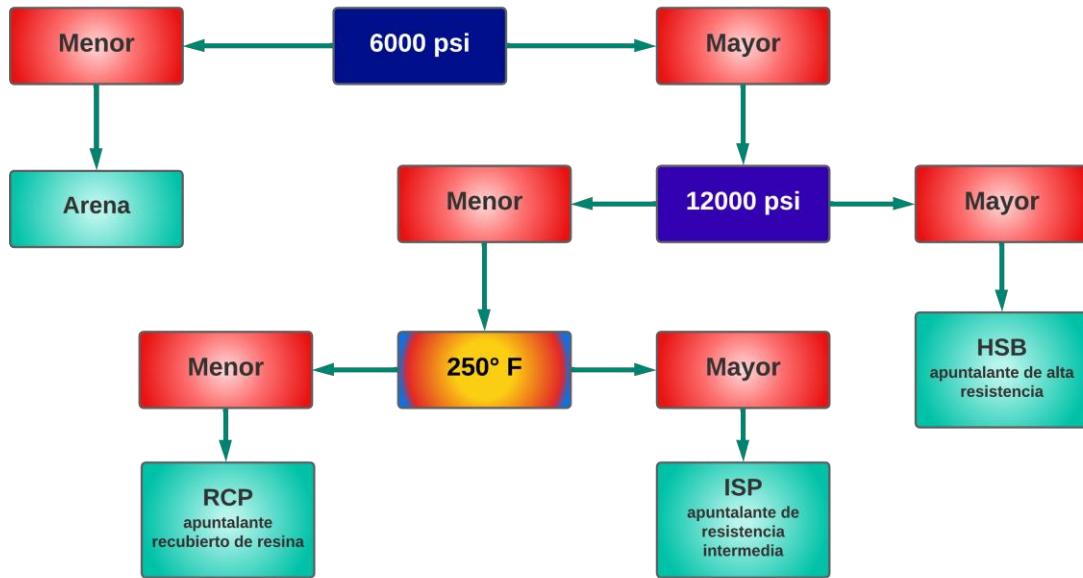 Menor
6000 psi
Mayor
Arena
Menor
12000 psi
Mayor
Menor
250° F
Mayor
HSB
apuntalante de alta
resistencia
RCP
apuntalante
recubierto de resina
ISP
apuntalante de
resistencia
intermedia